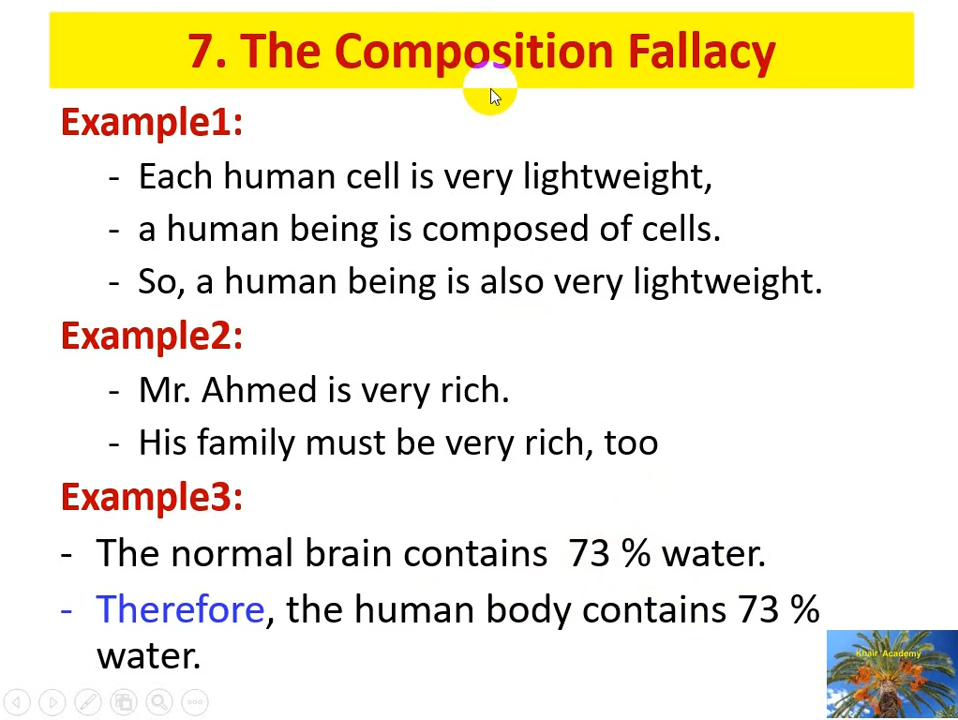 7. The Composition Fallacy
Example1:
- Each human cell is very lightweight,
- a human being is composed of cells.
- So, a human being is also very lightweight.
Example2:
- Mr. Ahmed is very rich.
- His family must be very rich, too
Example3:
- The normal brain contains 73 % water.
- Therefore, the human body contains 73 %
water.
Khair Academy